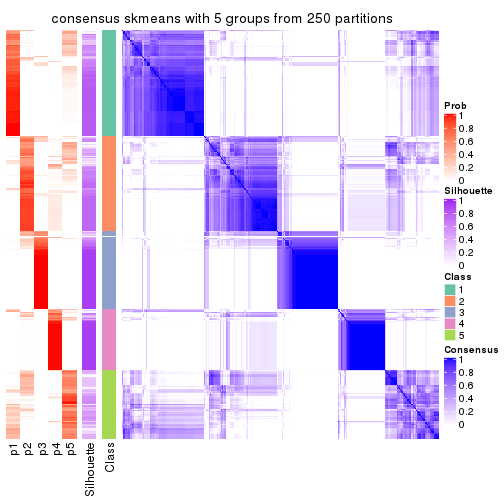 consensus skmeans with 5 groups from 250 partitions
Prob
1
0.8
0.6
0.4
0.2
0
Silhouette
1
0.8
0.6
0.4
0.2
0
Class
1
2
3
4
5
Consensus
1
0.8
0.6
0.4
0.2
0
p1
p2
p3
p4
p5
Silhouette
Class